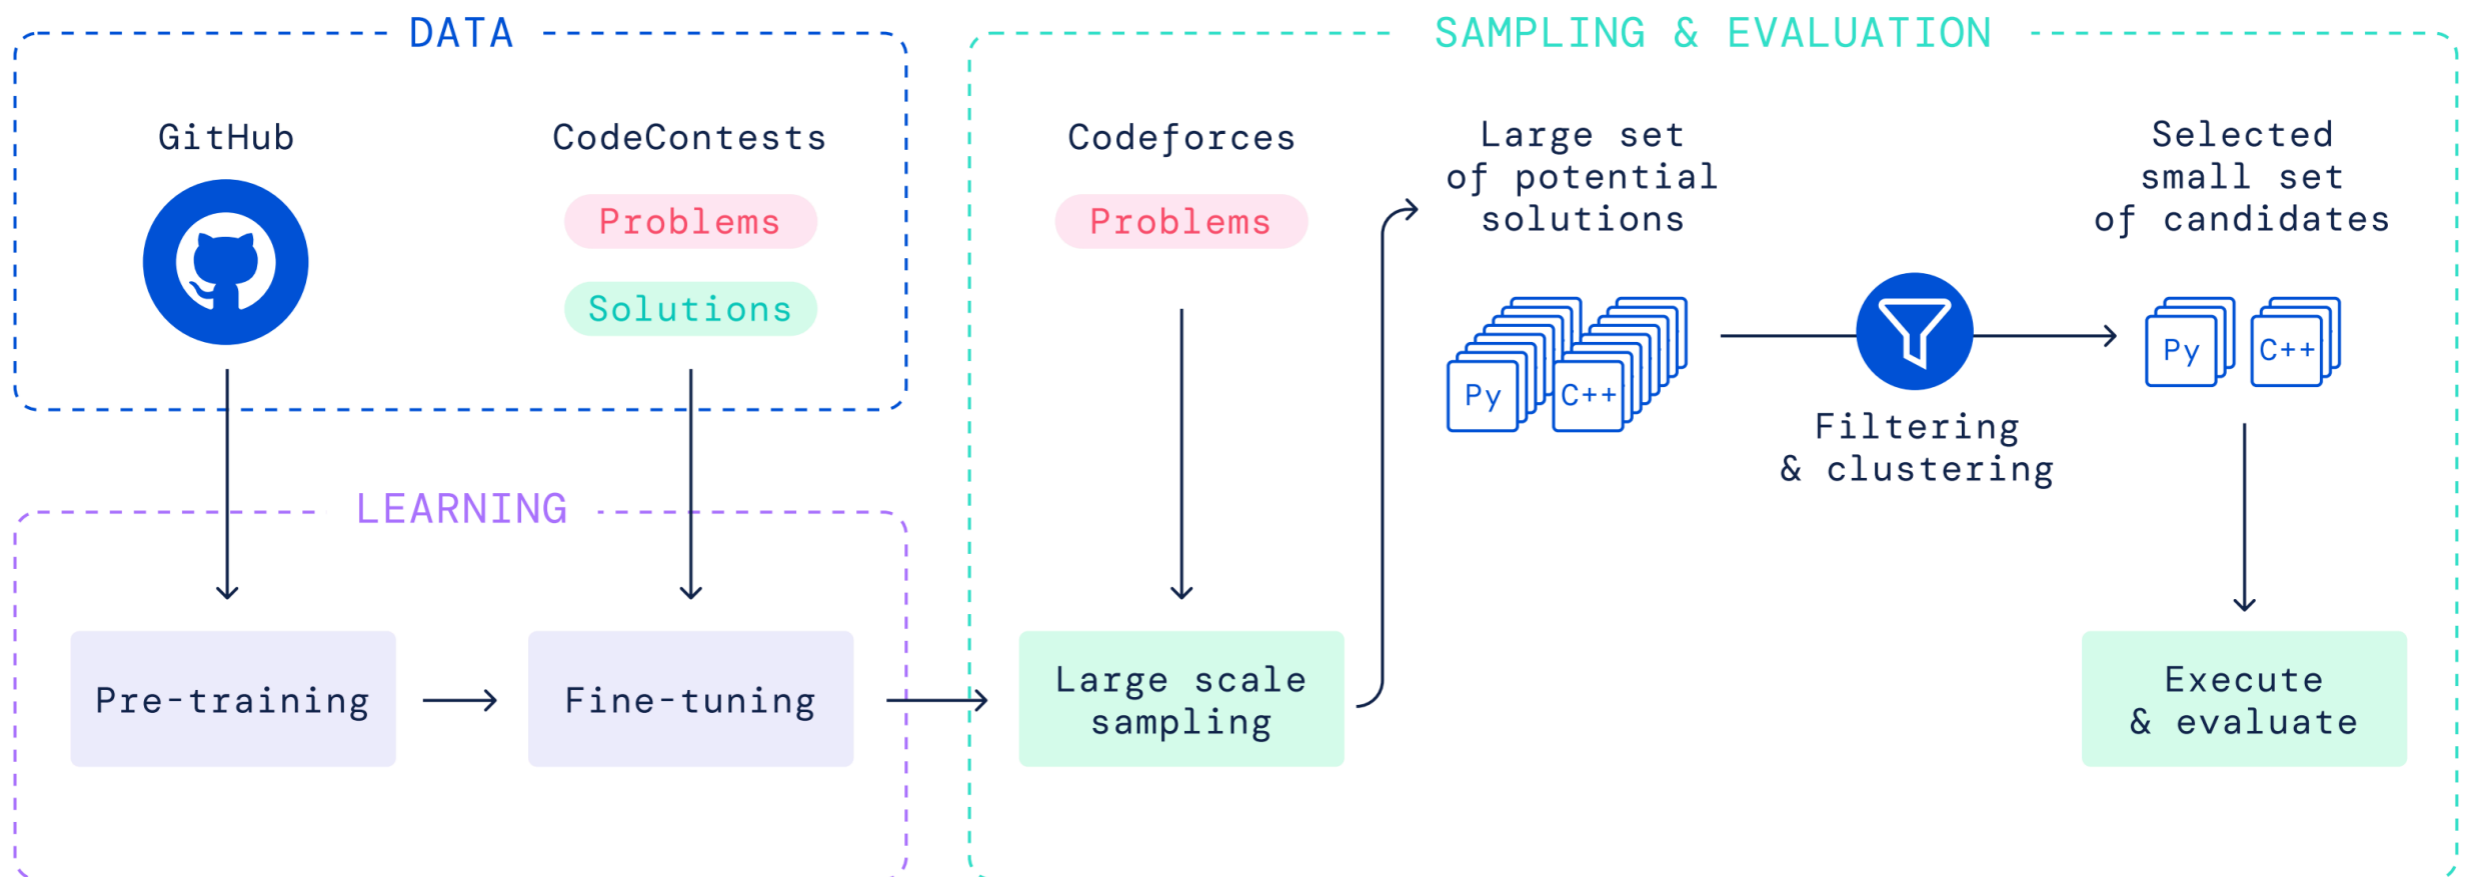 DATA
GitHub
CodeContests
Problems
Solutions
LEARNING
Pre-training
Fine-tuning
SAMPLING & EVALUATION
Codeforces
Problems
Large scale
sampling
Large set
of potential
solutions
Py
C++
Filtering
& clustering
Selected
small set
of candidates
Py
C++
Execute
& evaluate